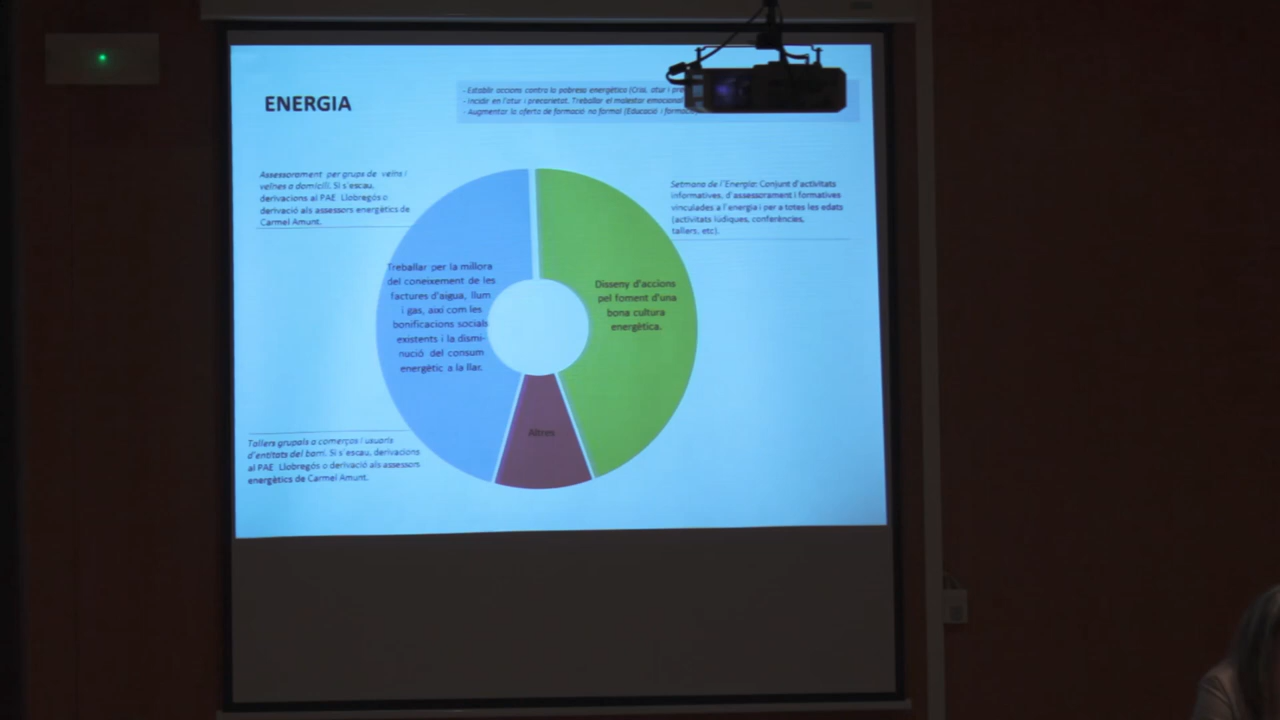 ENERGIA
- Establir accions contra la pobresa energètica (Crisi, atur i
- Incidir en l'atur i precarietat. Treballar el malestar emocional
- Augmentar la oferta de formació no formal (Educació i
Assessorament per grups de veïns i
veïnes a domicili. Si s'escau,
derivacions al PAE Llobregós o
derivació als assessors energètics de
Carmel Amunt.
Setmana de l'Energia: Conjunt d'activitats
informatives, d'assessorament i formatives
vinculades a l'energia i per a totes les edats
(activitats lúdiques, conferències,
tallers, etc).
Treballar per la millora
del coneixement de les
factures d'aigua, llum
i gas, així com les
bonificacions socials
existents i la dismi-
nució del consum
energètic a la llar.
Disseny d'accions
pel foment d'una
bona cultura
energètica.
Altres
Tallers grupals a comerços i usuaris
d'entitats del barri. Si s'escau, derivacions
al PAE Llobregós o derivació als assessors
energètics de Carmel Amunt.